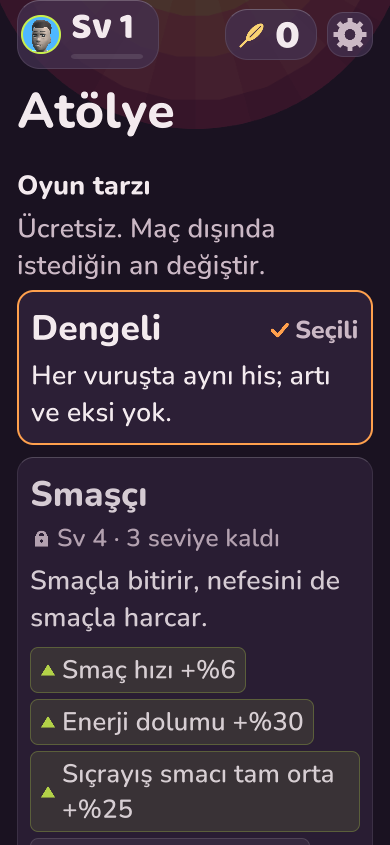 Sv 1
0
Atölye
Oyun tarzı
Ücretsiz. Maç dışında
istediğin an değiştir.
Dengeli
Seçili
Her vuruşta aynı his; artı
ve eksi yok.
Smaşçı
Sv 4 · 3 seviye kaldı
Smaçla bitirir, nefesini de
smaçla harcar.
Smaç hızı +%6
Enerji dolumu +%30
Sıçrayış smacı tam orta
+%25